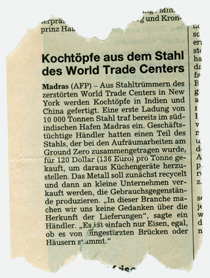 Min. so-
Kochtöpfe aus dem Stahl
des World Trade Centers
Madras (AFP) – Aus Stahltrümmern des
zerstörten World Trade Centers in New
York werden Kochtöpfe in Indien und
China gefertigt. Eine erste Ladung von
10 000 Tonnen Stahl traf bereits im süd-
indischen Hafen Madras ein. Geschäfts-
tüchtige Händler hatten einen Teil des
Stahls, der bei den Aufräumarbeiten am
Ground Zero zusammengetragen wurde,
für 120 Dollar (136 Euro) pro Tonne ge-
kauft, um daraus Küchengeräte herzu-
stellen. Das Metall soll zunächst recycelt
und dann an kleine Unternehmen ver-
kauft werden, die Gebrauchsgegenstän-
de produzieren. „In dieser Branche ma-
chen wir uns keine Gedanken über die
Herkunft der Lieferungen“, sagte ein
Händler. „Es ist einfach nur Eisen, egal,
ob es von eingestürzten Brücken oder
Häusern stammt.“